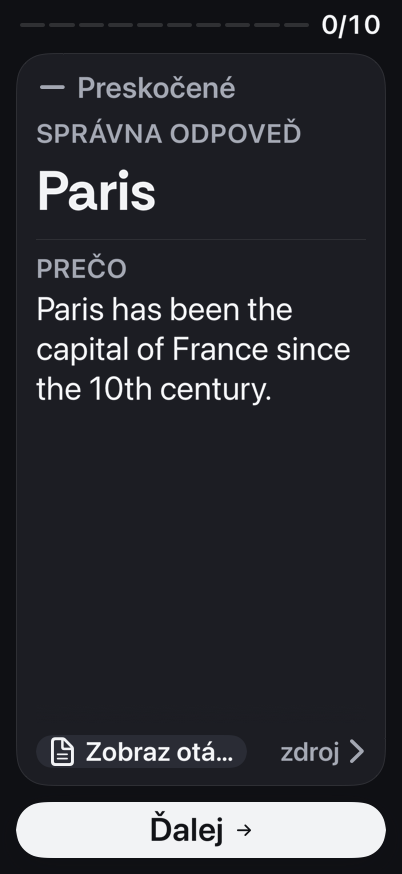 0/10
Preskočené
SPRÁVNA ODPOVEĎ
Paris
PREČO
Paris has been the
capital of France since
the 10th century.
Zobraz otá...
zdroj
Ďalej →